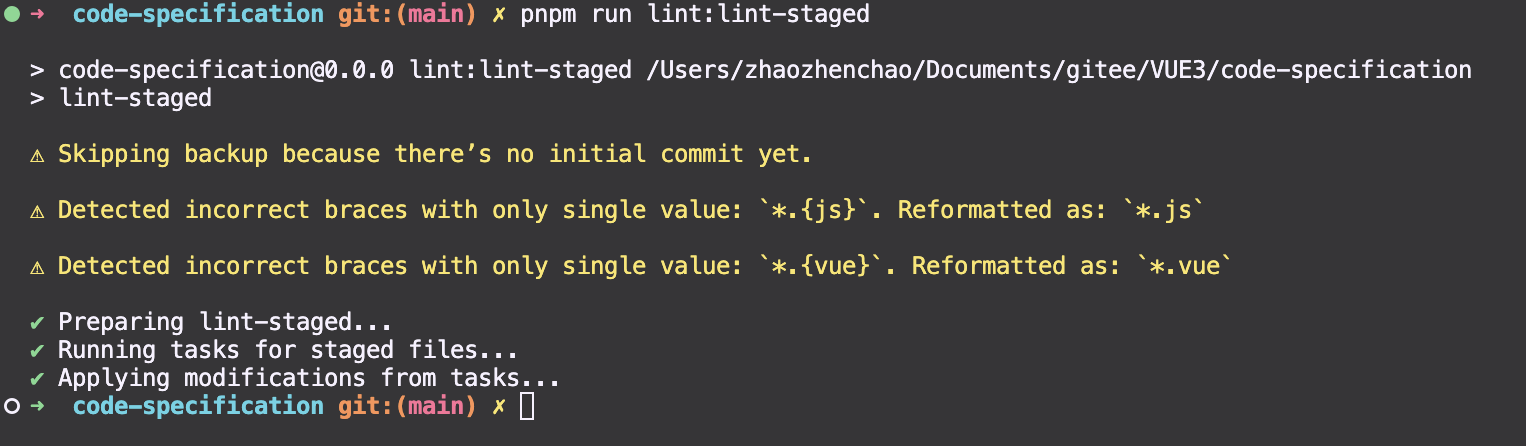 ➜ code-specification git:(main) ✗ pnpm run lint:lint-staged
> code-specification@0.0.0 lint:lint-staged /Users/zhaozhenchao/Documents/gitee/VUE3/code-specification
> lint-staged
⚠ Skipping backup because there’s no initial commit yet.
⚠ Detected incorrect braces with only single value: `*.{js}`. Reformatted as: `*.js`
⚠ Detected incorrect braces with only single value: `*.{vue}`. Reformatted as: `*.vue`
✔ Preparing lint-staged...
✔ Running tasks for staged files...
✔ Applying modifications from tasks...
➜ code-specification git:(main) ✗